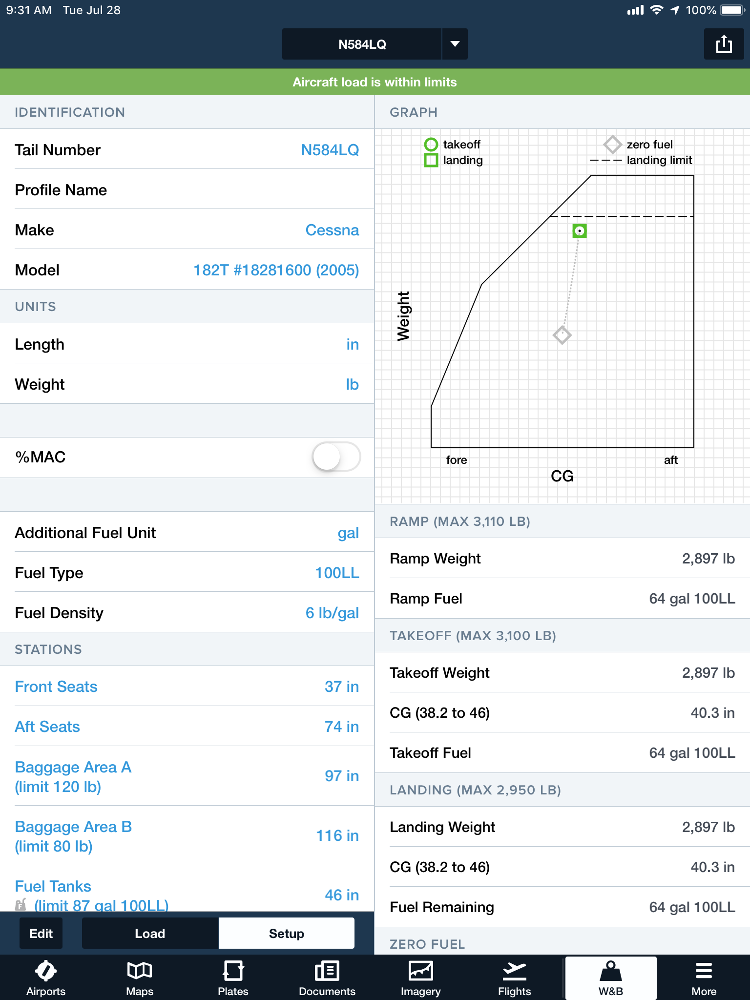 9:31 AM Tue Jul 28
100%
N584LQ
Aircraft load is within limits
IDENTIFICATION
Tail Number N584LQ
Profile Name
Make Cessna
Model 182T #18281600 (2005)
UNITS
Length in
Weight lb
%MAC
Additional Fuel Unit gal
Fuel Type 100LL
Fuel Density 6 lb/gal
STATIONS
Front Seats 37 in
Aft Seats 74 in
Baggage Area A
(limit 120 lb)
97 in
Baggage Area B
(limit 80 lb)
116 in
Fuel Tanks
F (limit 87 gal 100LL)
46 in
Edit Load Setup
GRAPH
takeoff
landing
zero fuel
landing limit
Weight
fore aft
CG
RAMP (MAX 3,110 LB)
Ramp Weight 2,897 lb
Ramp Fuel 64 gal 100LL
TAKEOFF (MAX 3,100 LB)
Takeoff Weight 2,897 lb
CG (38.2 to 46) 40.3 in
Takeoff Fuel 64 gal 100LL
LANDING (MAX 2,950 LB)
Landing Weight 2,897 lb
CG (38.2 to 46) 40.3 in
Fuel Remaining 64 gal 100LL
ZERO FUEL
Airports Maps Plates Documents Imagery Flights W&B More